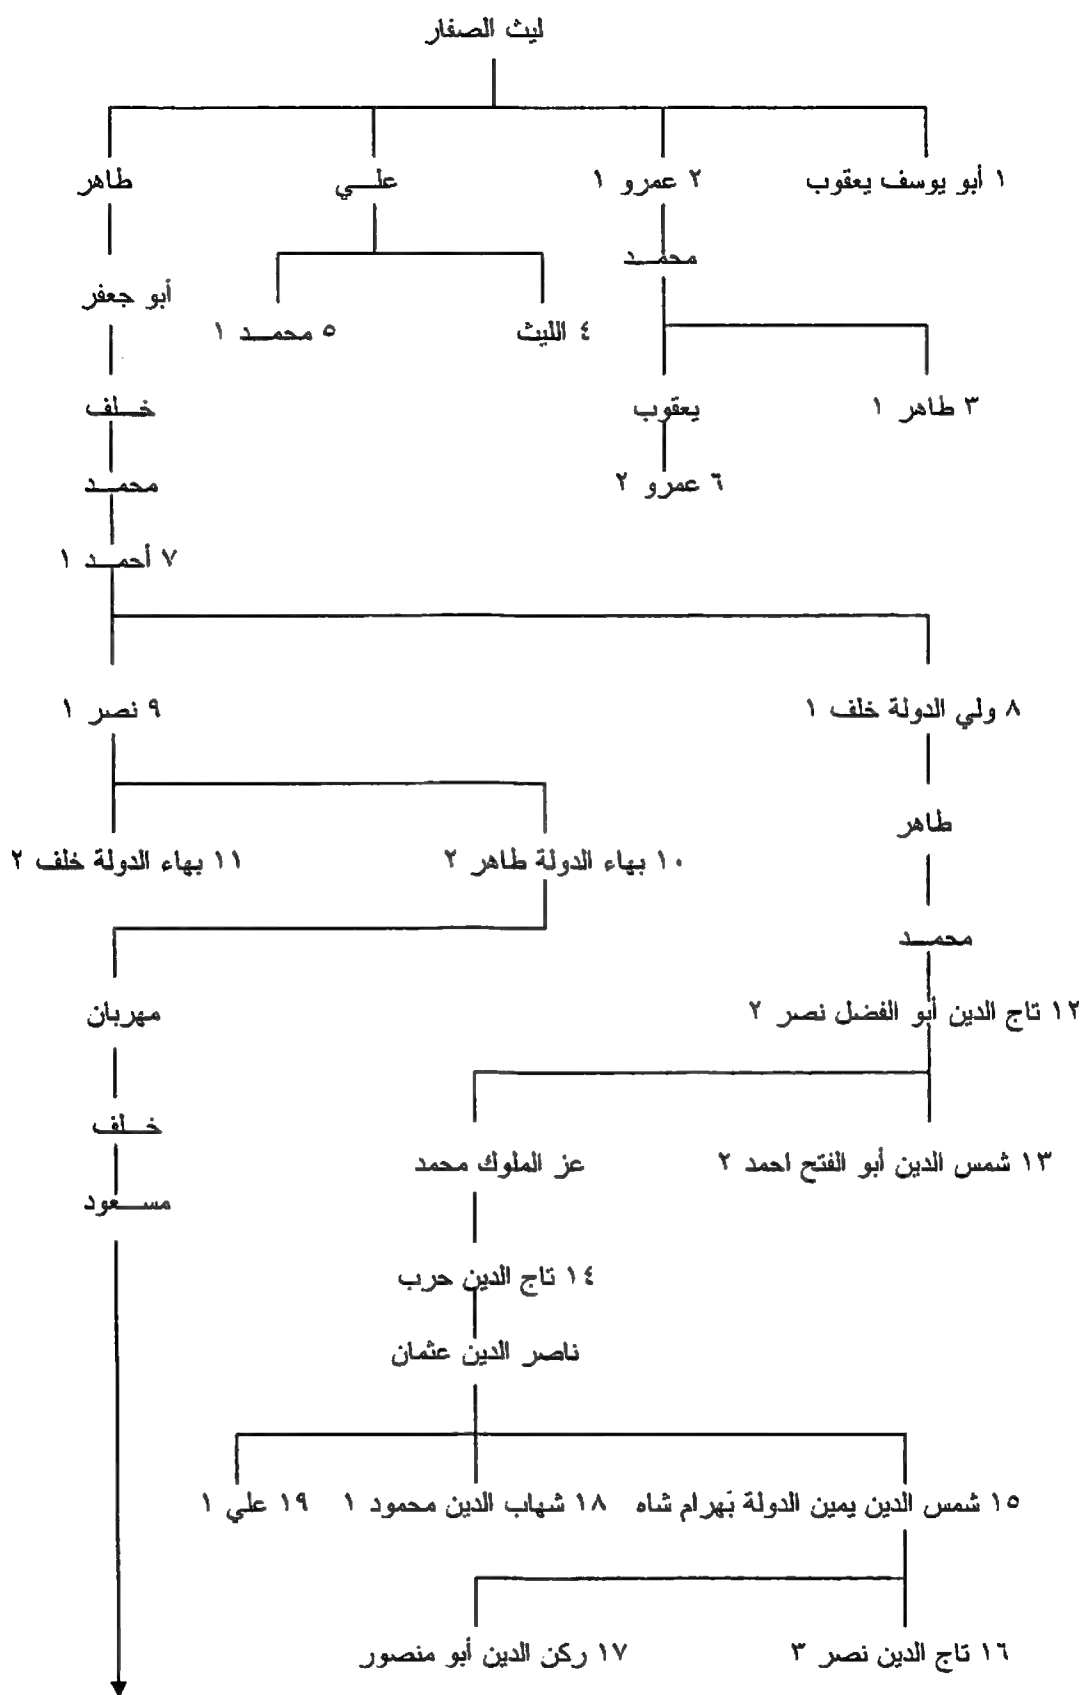 ليث الصفار
١ أبو يوسف يعقوب ٢ عمرو ١ علي طاهر
محمد
أبو جعفر
٤ الليث ٥ محمد ١
٣ طاهر ١ يعقوب خلف
٦ عمرو ٢ محمد
٧ أحمد ١
٨ ولي الدولة خلف ١ ٩ نصر ١
طاهر
١٠ بهاء الدولة طاهر ٢ ١١ بهاء الدولة خلف ٢
محمد
١٢ تاج الدين أبو الفضل نصر ٢ مهربان
خلف
١٣ شمس الدين أبو الفتح احمد ٢ عز الملوك محمد
مسعود
١٤ تاج الدين حرب
ناصر الدين عثمان
١٥ شمس الدين يمين الدولة بَهرام شاه ١٨ شهاب الدين محمود ١ ١٩ علي ١
١٦ تاج الدين نصر ٣ ١٧ ركن الدين أبو منصور